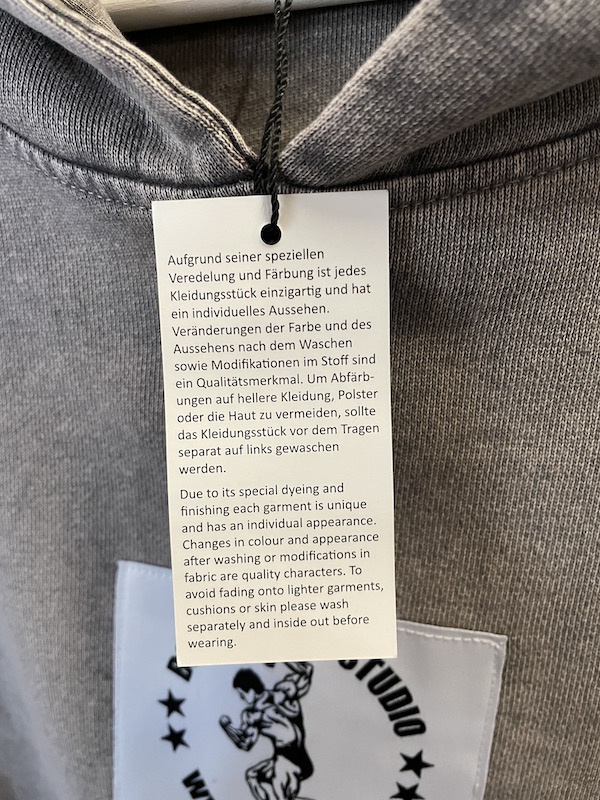 Aufgrund seiner speziellen
Veredelung und Färbung ist jedes
Kleidungsstück einzigartig und hat
ein individuelles Aussehen.
Veränderungen der Farbe und des
Aussehens nach dem Waschen
sowie Modifikationen im Stoff sind
ein Qualitätsmerkmal. Um Abfärb-
ungen auf hellere Kleidung, Polster
oder die Haut zu vermeiden, sollte
das Kleidungsstück vor dem Tragen
separat auf links gewaschen
werden.
Due to its special dyeing and
finishing each garment is unique
and has an individual appearance.
Changes in colour and appearance
after washing or modifications in
fabric are quality characters. To
avoid fading onto lighter garments,
cushions or skin please wash
separately and inside out before
wearing.
STUDIO